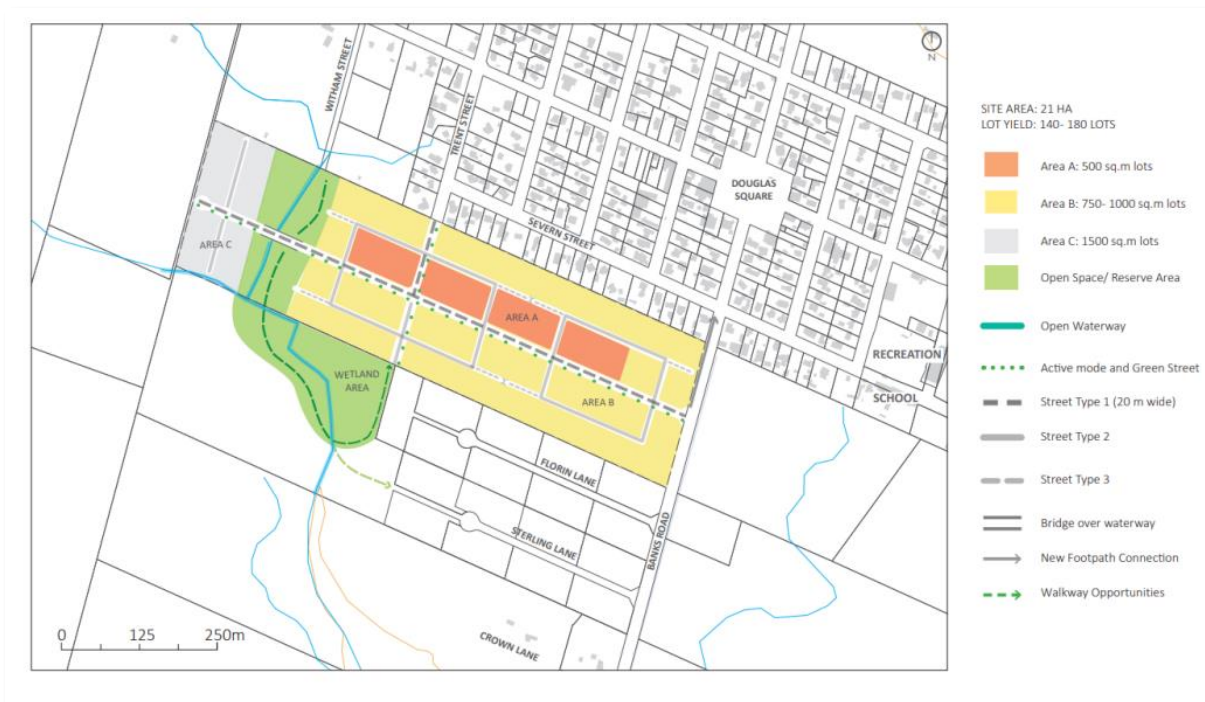 N
WITHAM STREET
TRENT STREET
SEVERN STREET
DOUGLAS
SQUARE
RECREATION
SCHOOL
AREA C
AREA A
AREA B
WETLAND
AREA
FLORIN LANE
STERLING LANE
BANKS ROAD
CROWN LANE
0 125 250m
SITE AREA: 21 HA
LOT YIELD: 140- 180 LOTS
Area A: 500 sq.m lots
Area B: 750- 1000 sq.m lots
Area C: 1500 sq.m lots
Open Space/ Reserve Area
Open Waterway
Active mode and Green Street
Street Type 1 (20 m wide)
Street Type 2
Street Type 3
Bridge over waterway
New Footpath Connection
Walkway Opportunities